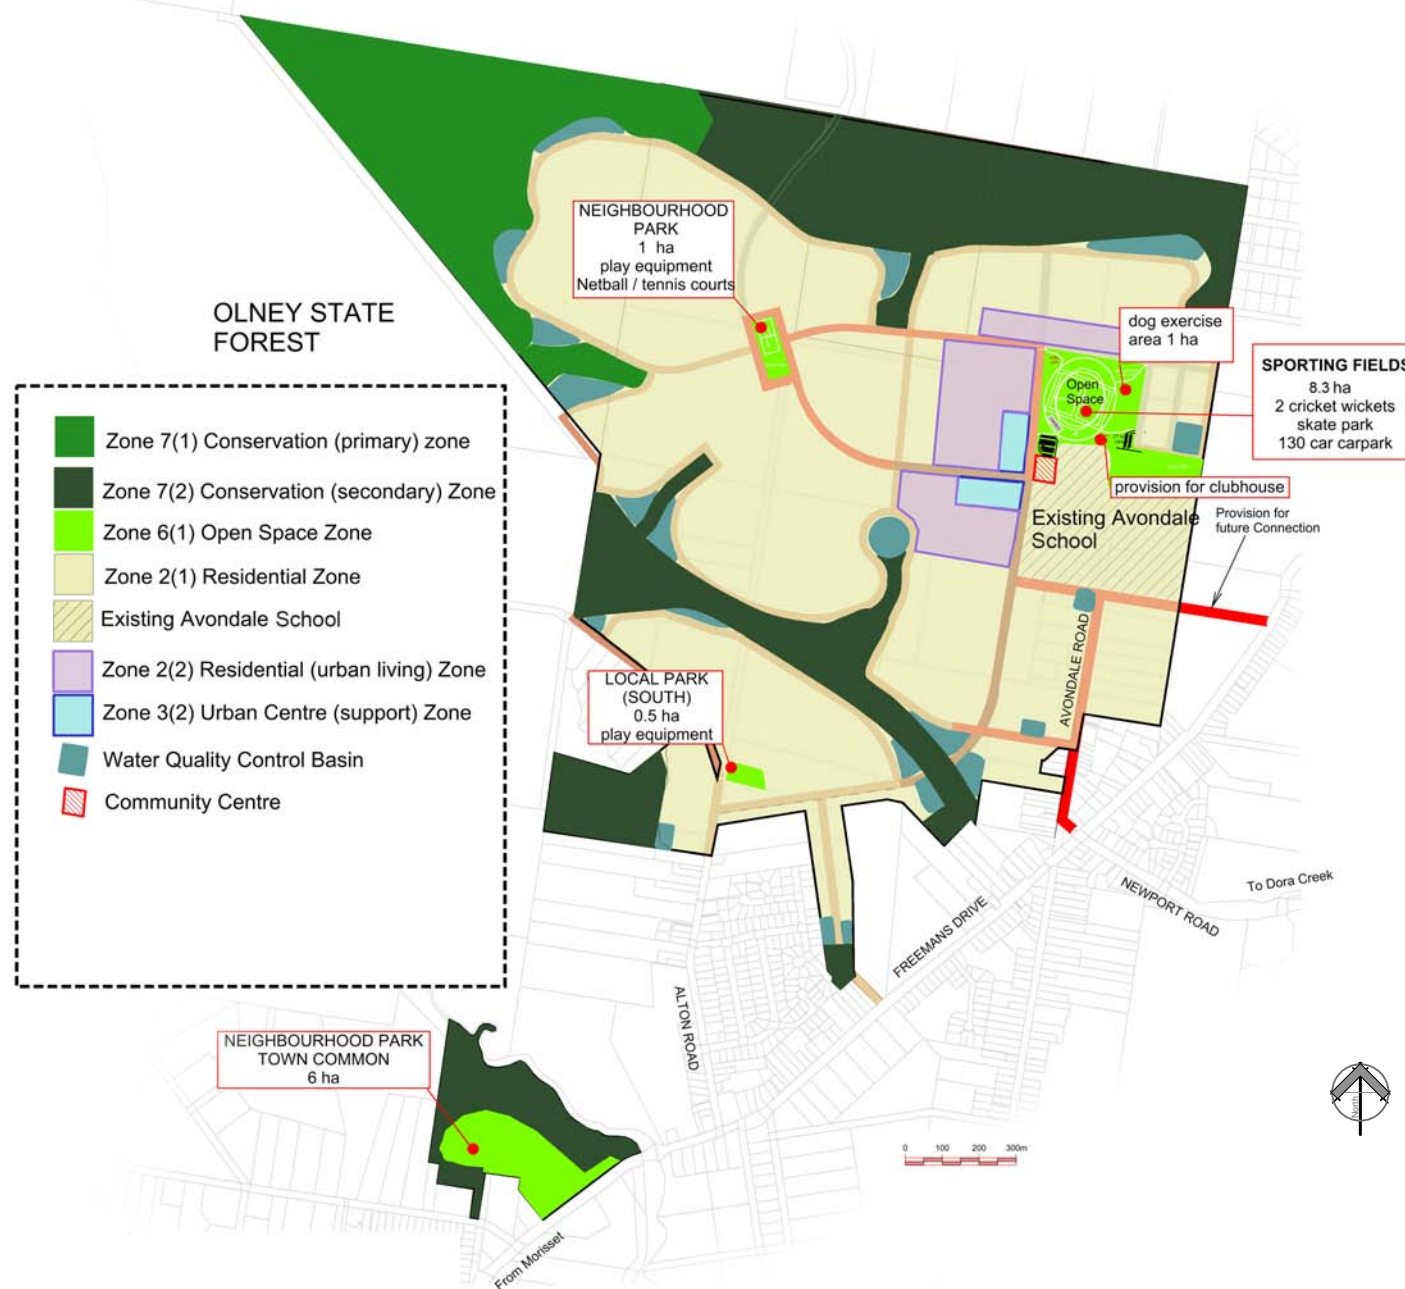 NEIGHBOURHOOD
PARK
1 ha
play equipment
Netball / tennis courts
OLNEY STATE
FOREST
dog exercise
area 1 ha
SPORTING FIELDS
8.3 ha
2 cricket wickets
skate park
130 car carpark
Open
Space
provision for clubhouse
Existing Avondale
School
Provision for
future Connection
Zone 7(1) Conservation (primary) zone
Zone 7(2) Conservation (secondary) Zone
Zone 6(1) Open Space Zone
Zone 2(1) Residential Zone
Existing Avondale School
Zone 2(2) Residential (urban living) Zone
Zone 3(2) Urban Centre (support) Zone
Water Quality Control Basin
Community Centre
LOCAL PARK
(SOUTH)
0.5 ha
play equipment
AVONDALE ROAD
NEWPORT ROAD
To Dora Creek
FREEMANS DRIVE
ALTON ROAD
NEIGHBOURHOOD PARK
TOWN COMMON
6 ha
From Morisset
North
0 100 200 300m